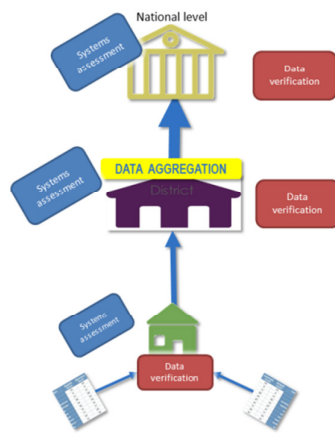 National level
Systems
assessment
Data
verification
DATA AGGREGATION
District
Systems
assessment
Data
verification
Systems
assessment
Data
verification